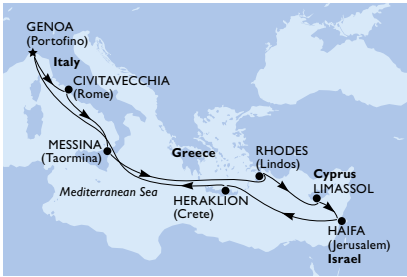 GENOA
(Portofino)
Italy
CIVITAVECCHIA
(Rome)
MESSINA
(Taormina)
Greece
RHODES
(Lindos)
Cyprus
LIMASSOL
Mediterranean Sea
HERAKLION
(Crete)
HAIFA
(Jerusalem)
Israel